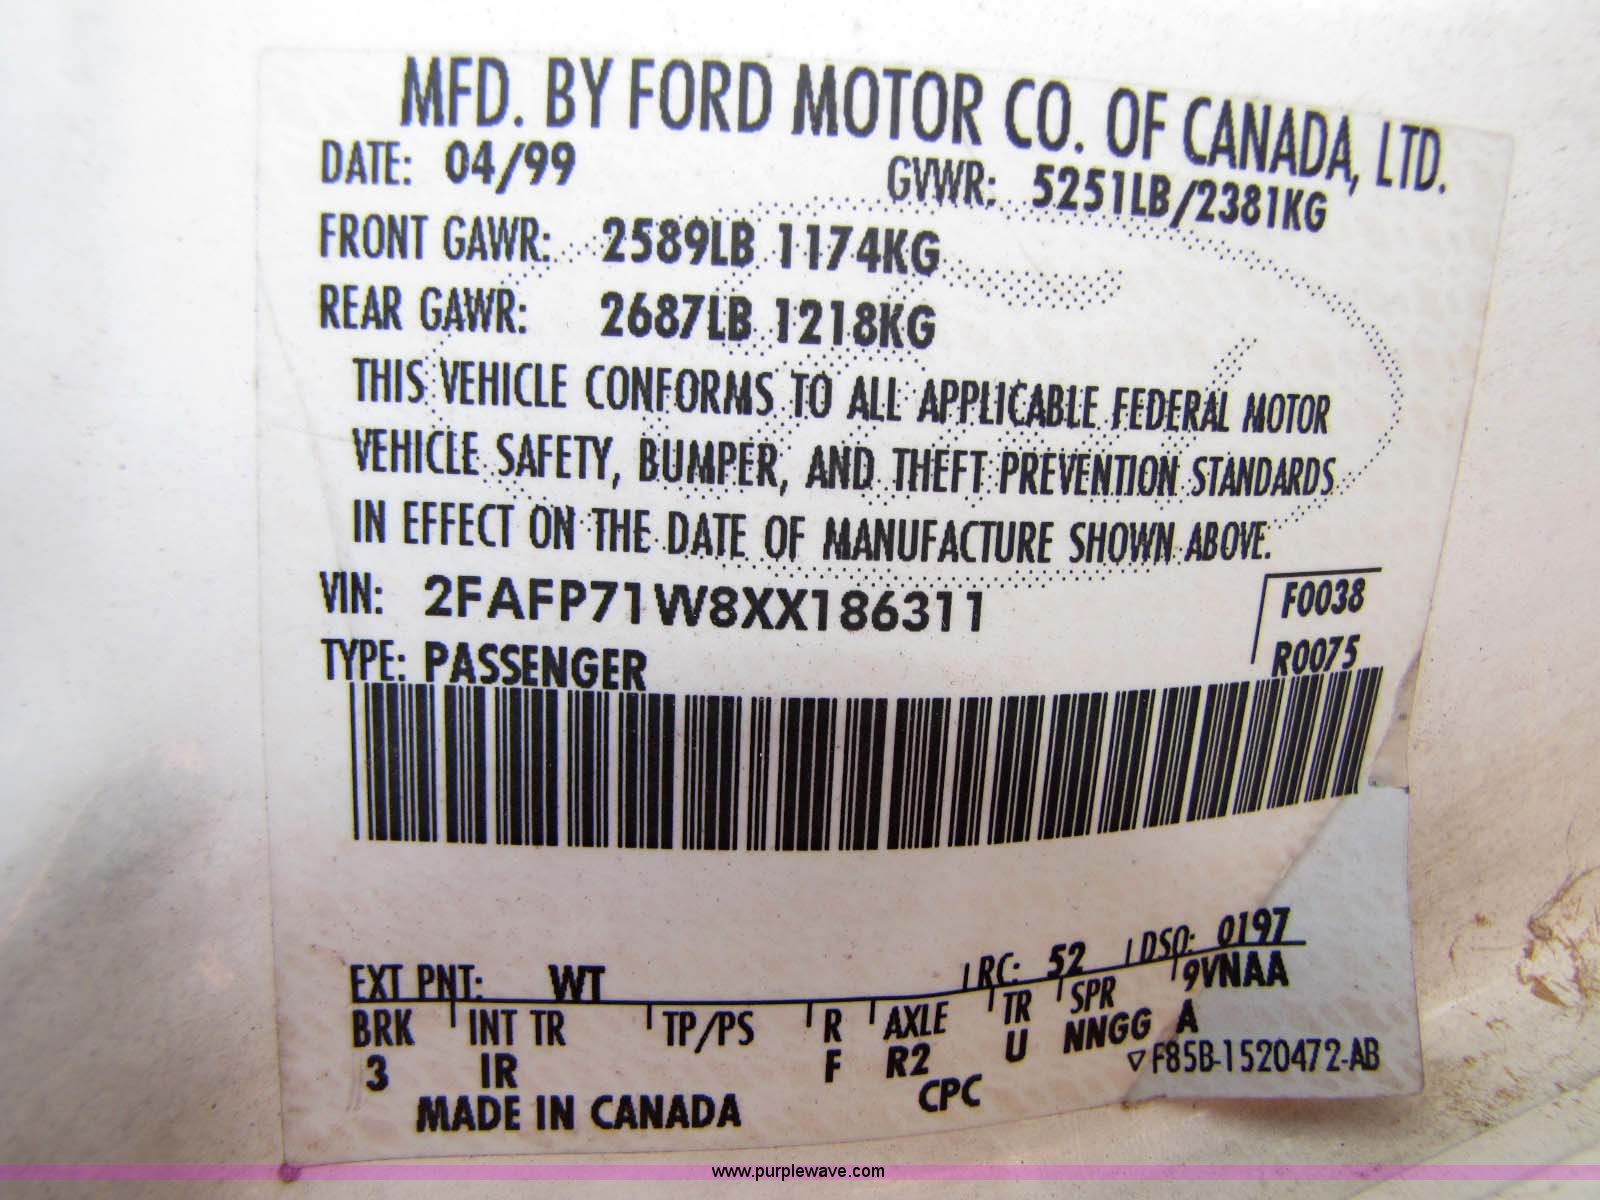 MFD. BY FORD MOTOR CO. OF CANADA, LTD.
DATE: 04/99 GVWR: 5251LB/2381KG
FRONT GAWR: 2589LB 1174KG
REAR GAWR: 2687LB 1218KG
THIS VEHICLE CONFORMS TO ALL APPLICABLE FEDERAL MOTOR
VEHICLE SAFETY, BUMPER, AND THEFT PREVENTION STANDARDS
IN EFFECT ON THE DATE OF MANUFACTURE SHOWN ABOVE.
VIN: 2FAFP71W8XX186311 F0038
TYPE: PASSENGER R0075
EXT PNT: WT RC: 52 DSO: 0197
BRK INT TR TP/PS R AXLE TR SPR 9VNAA
3 IR F R2 U NNGG A
CPC ▽F85B-1520472-AB
MADE IN CANADA
www.purplewave.com